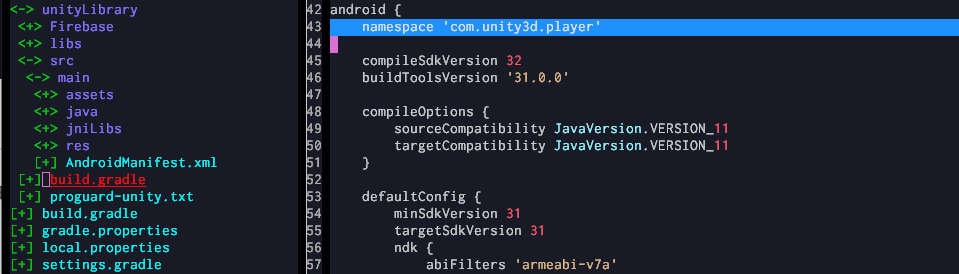 <-> unityLibrary
<+> Firebase
<+> libs
<-> src
<-> main
<+> assets
<+> java
<+> jniLibs
<+> res
[+] AndroidManifest.xml
[+] build.gradle
[+] proguard-unity.txt
[+] build.gradle
[+] gradle.properties
[+] local.properties
[+] settings.gradle
42 android {
43 namespace 'com.unity3d.player'
44
45 compileSdkVersion 32
46 buildToolsVersion '31.0.0'
47
48 compileOptions {
49 sourceCompatibility JavaVersion.VERSION_11
50 targetCompatibility JavaVersion.VERSION_11
51 }
52
53 defaultConfig {
54 minSdkVersion 31
55 targetSdkVersion 31
56 ndk {
57 abiFilters 'armeabi-v7a'